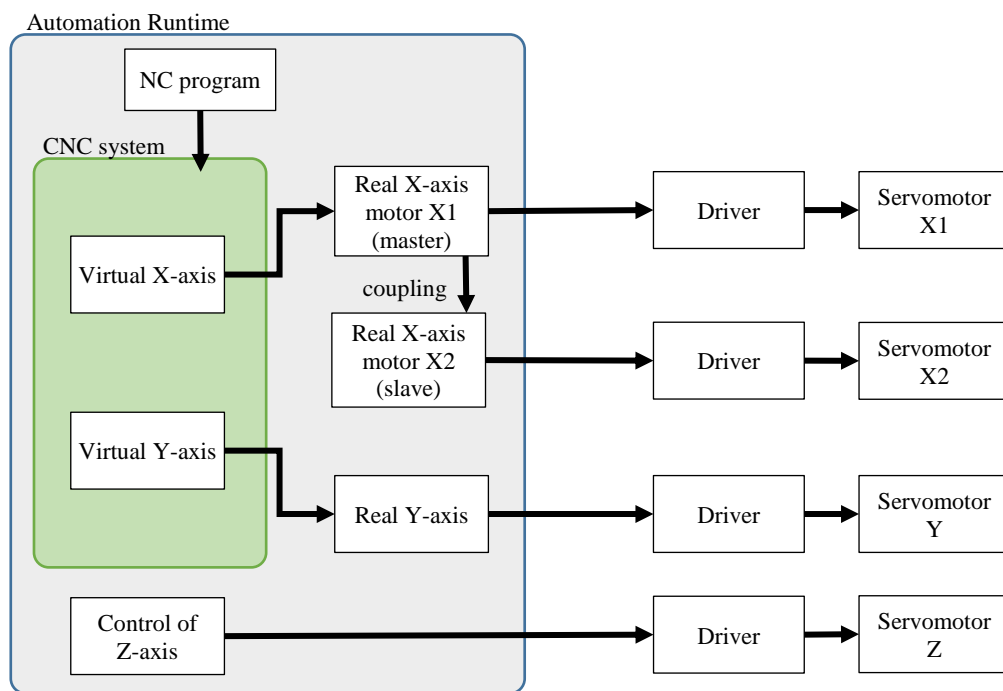 Automation Runtime
NC program
CNC system
Real X-axis
motor X1
(master)
Driver
Servomotor
X1
Virtual X-axis
coupling
Real X-axis
motor X2
(slave)
Driver
Servomotor
X2
Virtual Y-axis
Real Y-axis
Driver
Servomotor
Y
Control of
Z-axis
Driver
Servomotor
Z